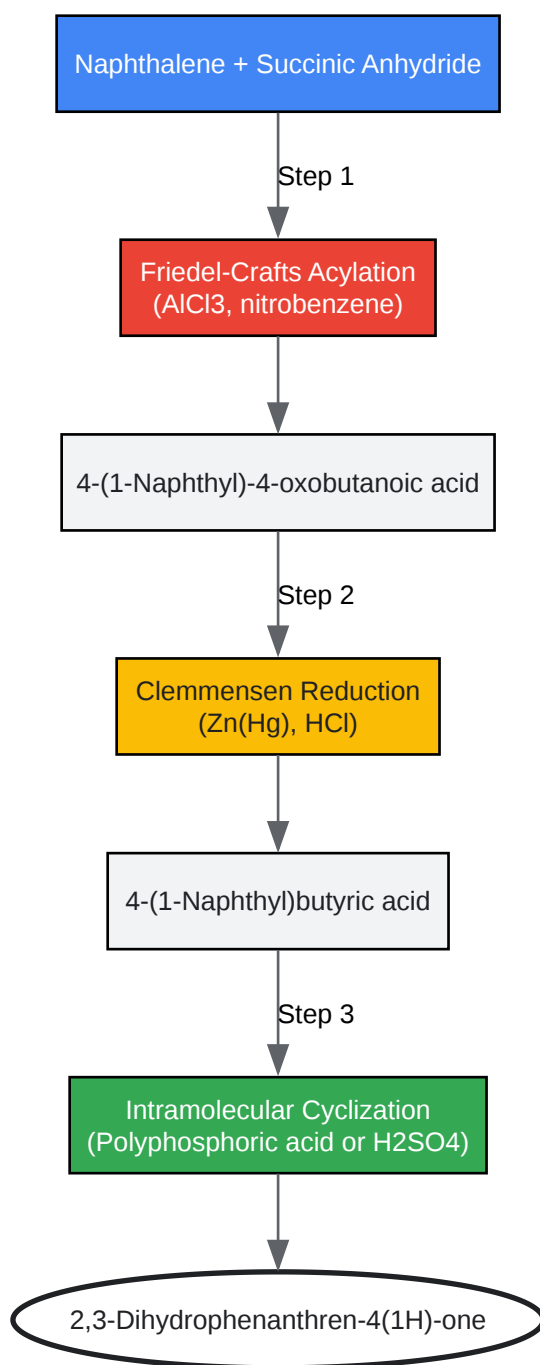 Naphthalene + Succinic Anhydride
Step 1
Friedel-Crafts Acylation
(AlCl3, nitrobenzene)
4-(1-Naphthyl)-4-oxobutanoic acid
Step 2
Clemmensen Reduction
(Zn(Hg), HCl)
4-(1-Naphthyl)butyric acid
Step 3
Intramolecular Cyclization
(Polyphosphoric acid or H2SO4)
2,3-Dihydrophenanthren-4(1H)-one